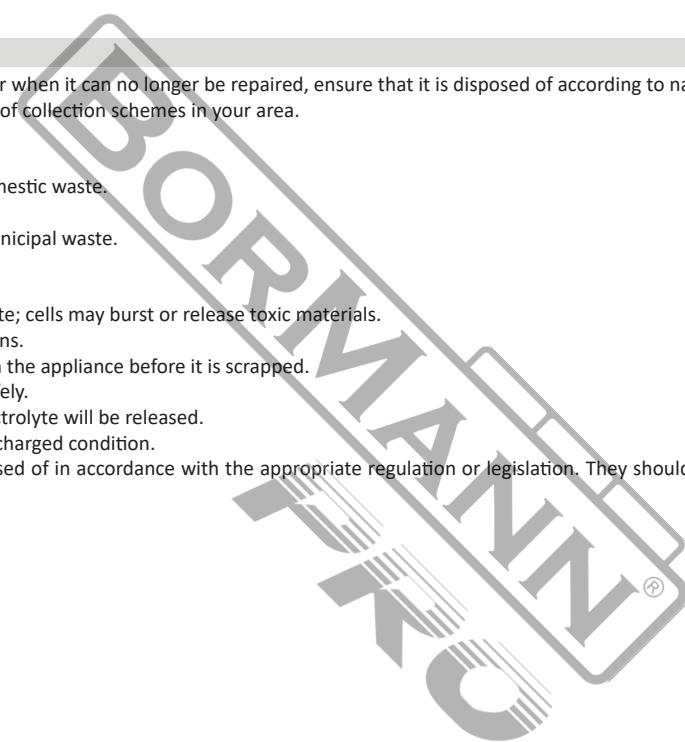 r when it can no longer be repaired, ensure that it is disposed of according to na
of collection schemes in your area.
mestic waste.
nicipal waste.
te; cells may burst or release toxic materials.
ns.
n the appliance before it is scrapped.
ely.
ctrolyte will be released.
charged condition.
sed of in accordance with the appropriate regulation or legislation. They should
BORMANN®
PRO